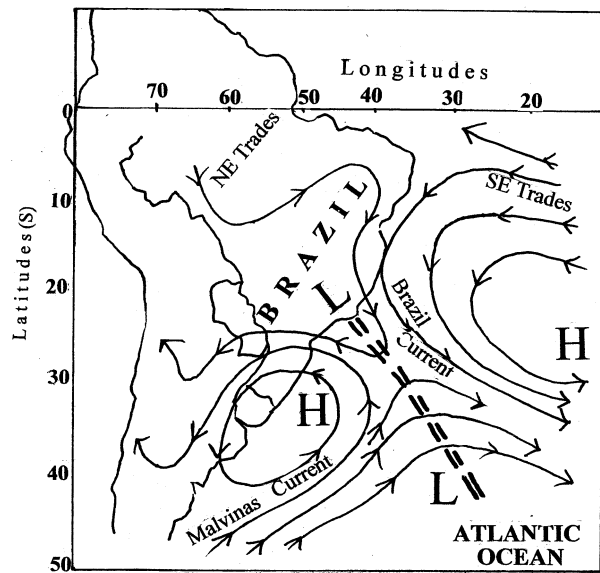 Longitudes
70 60 50 40 30 20
0
NE Trades
SE Trades
10
Latitudes(S)
BRAZIL
20
L
Brazil
Current
H
30
H
40
L
Malvinas Current
ATLANTIC
OCEAN
50